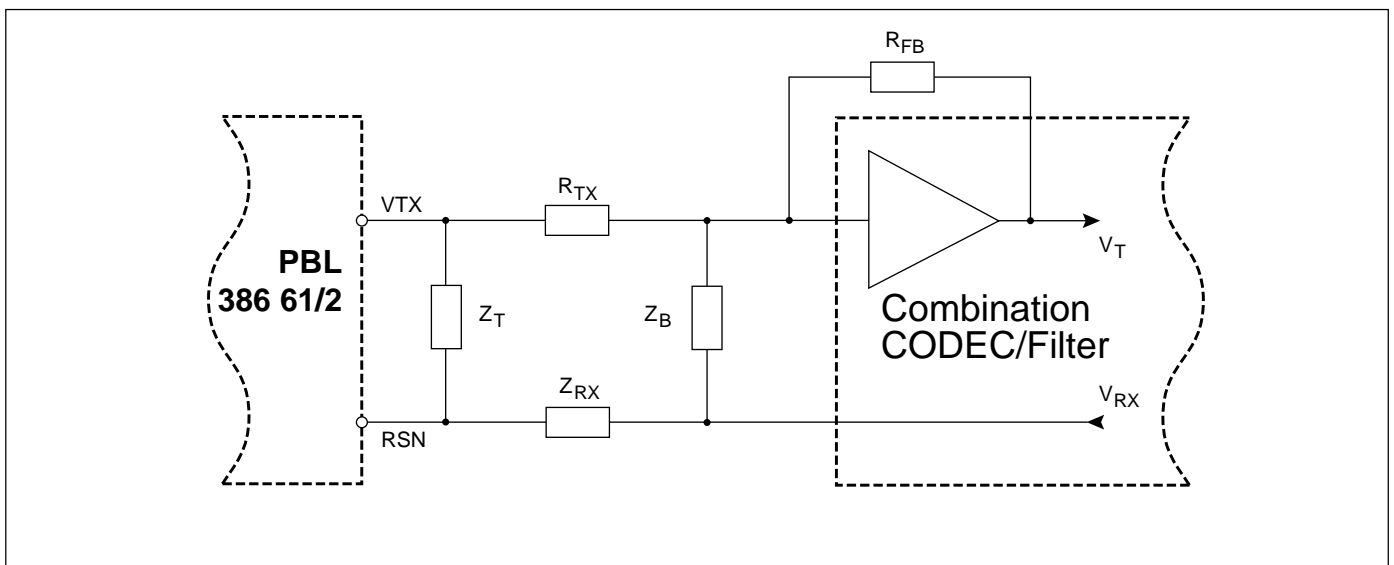 R_FB
R_TX
VTX
V_T
PBL
386 61/2
Z_T
Z_B
Combination
CODEC/Filter
Z_RX
V_RX
RSN